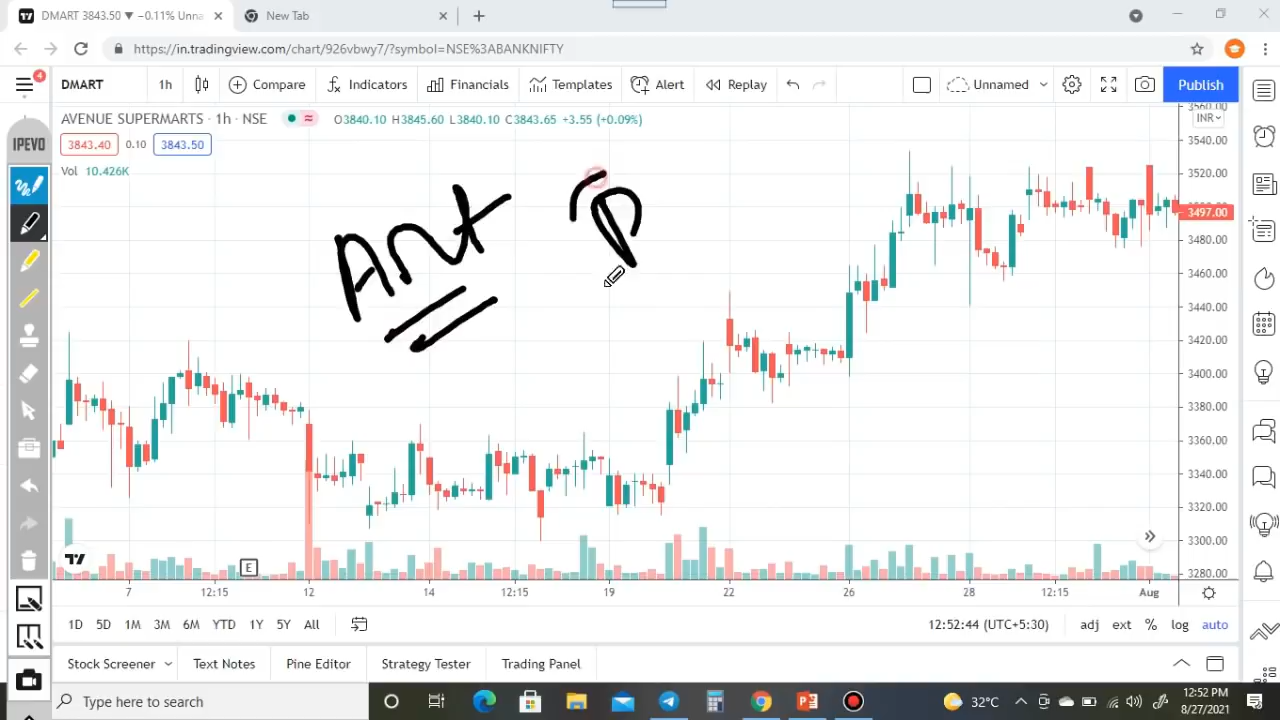 DMART 3843.50 ▼ −0.11% Unna
New Tab
https://in.tradingview.com/chart/926vbwy7/?symbol=NSE%3ABANKNIFTY
4
DMART 1h Compare Indicators Financials Templates Alert Replay Unnamed Publish
AVENUE SUPERMARTS · 1h · NSE O3840.10 H3845.60 L3840.10 C3843.65 +3.55 (+0.09%)
3843.40 0.10 3843.50
Vol 10.426K
IPEVO
Ant
INR
3560.00
3540.00
3520.00
3497.00
3480.00
3460.00
3440.00
3420.00
3400.00
3380.00
3360.00
3340.00
3320.00
3300.00
3280.00
E
7 12:15 12 14 12:15 19 22 26 28 12:15 Aug
1D 5D 1M 3M 6M YTD 1Y 5Y All
12:52:44 (UTC+5:30) adj ext % log auto
Stock Screener Text Notes Pine Editor Strategy Tester Trading Panel
Type here to search
32°C
12:52 PM
8/27/2021